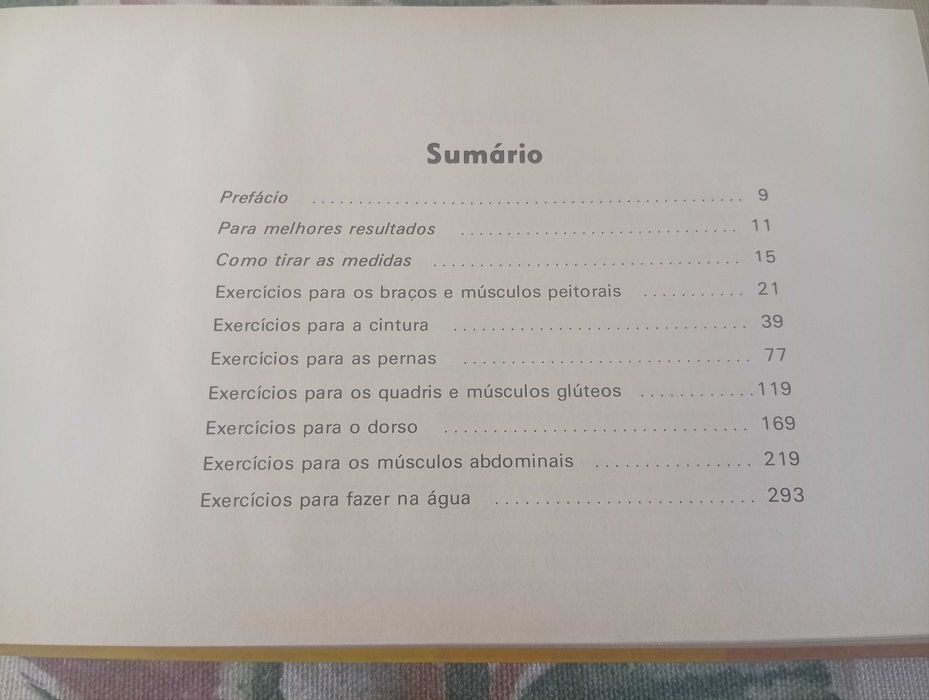 Sumário
Prefácio ................................................ 9
Para melhores resultados .............................. 11
Como tirar as medidas ................................. 15
Exercícios para os braços e músculos peitorais ........... 21
Exercícios para a cintura ................................ 39
Exercícios para as pernas ............................... 77
Exercícios para os quadris e músculos glúteos ............ 119
Exercícios para o dorso ................................. 169
Exercícios para os músculos abdominais ................. 219
Exercícios para fazer na água ............................ 293